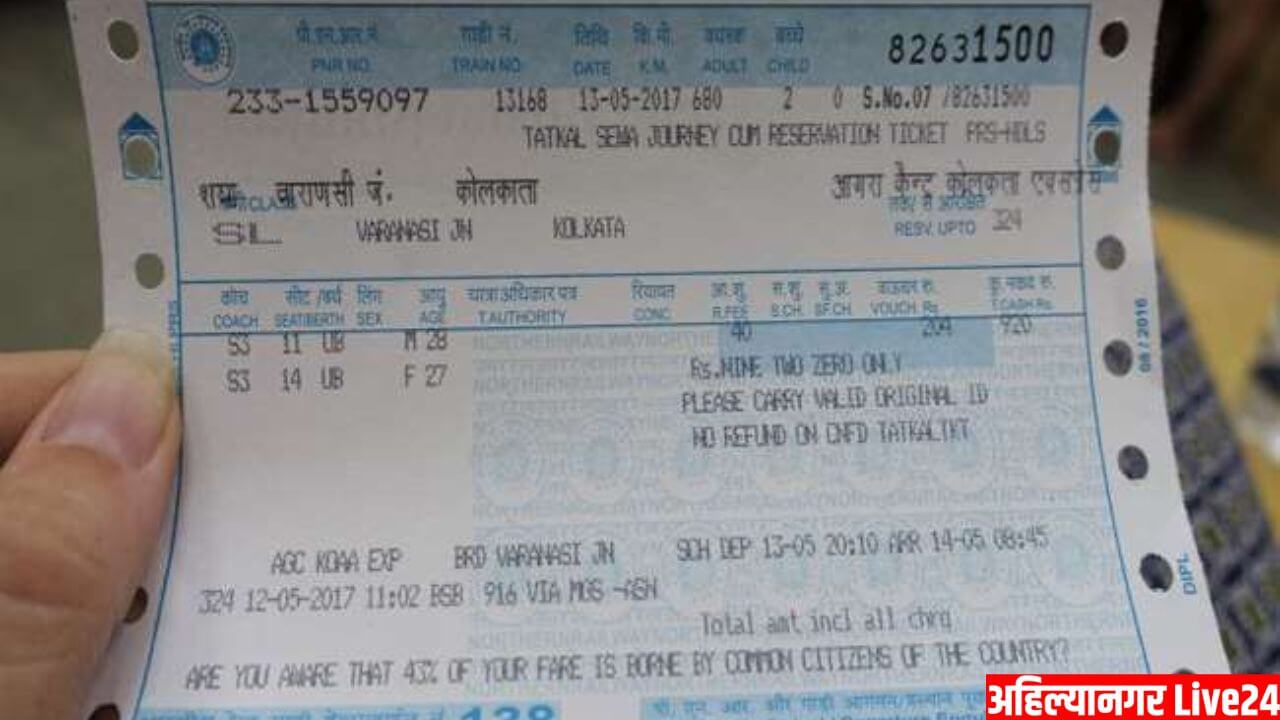 पी.एन.आर.नं. गाडी नं. तिथि कि.मी. वयस्क बच्चे 82631500
PNR NO. TRAIN NO. DATE K.M. ADULT CHILD
233-1559097 13168 13-05-2017 680 2 0 S.No.07 /82631500
TATKAL SEWA JOURNEY CUM RESERVATION TICKET PRS-HDLS
वाराणसी जं. कोलकाता आगरा कैन्ट कोलकता एक्सप्रेस
CLASS
SL VARANASI JN KOLKATA RESV. UPTO 324
कोच सीट /बर्थ लिंग आयु यात्रा अधिकार पत्र रियायत आ.शु. स.शु. सु.अ. वाऊचर रु. कु. नकद रु.
COACH SEAT/BERTH SEX AGE T.AUTHORITY CONC. R.FEE S.CH. SF.CH. VOUCH. Rs T.CASH Rs.
S3 11 UB M 28 40 204 920
S3 14 UB F 27 Rs.NINE TWO ZERO ONLY
PLEASE CARRY VALID ORIGINAL ID
NO REFUND ON CNFD TATKALTKT
AGC KOAA EXP BRD VARANASI JN SCH DEP 13-05 20:10 ARR 14-05 08:45
324 12-05-2017 11:02 BSB 916 VIA MGS -ASN
Total amt incl all chrg
ARE YOU AWARE THAT 43% OF YOUR FARE IS BORNE BY COMMON CITIZENS OF THE COUNTRY?
138
08 / 2016
DIPL
अहिल्यानगर Live24